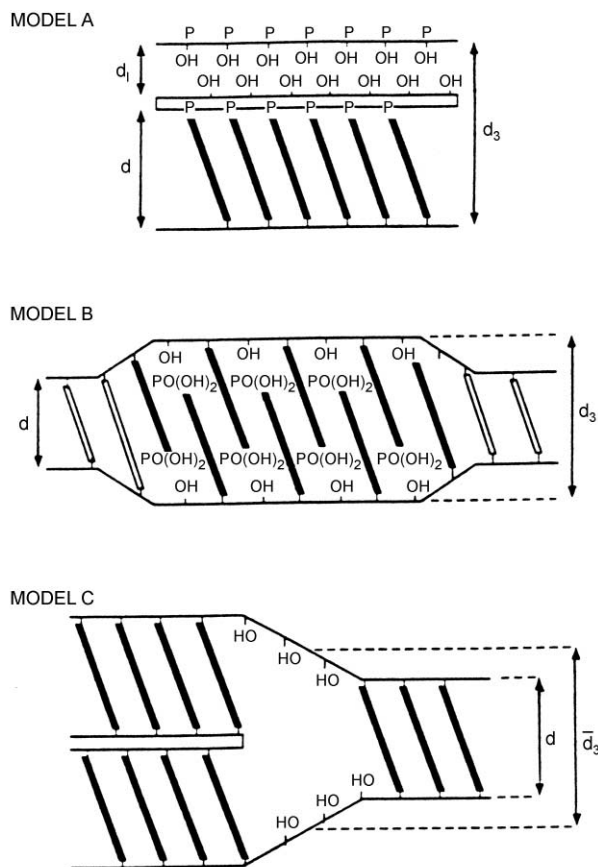 MODEL A
P P P P P P P
OH OH OH OH OH OH OH
d₁
OH OH OH OH OH OH OH
P P P P P P
d₃
d
MODEL B
OH OH OH OH
PO(OH)₂ PO(OH)₂ PO(OH)₂
d d₃
PO(OH)₂ PO(OH)₂ PO(OH)₂ PO(OH)₂
OH OH OH OH
MODEL C
HO
HO
HO
d d̄₃
HO
HO
HO